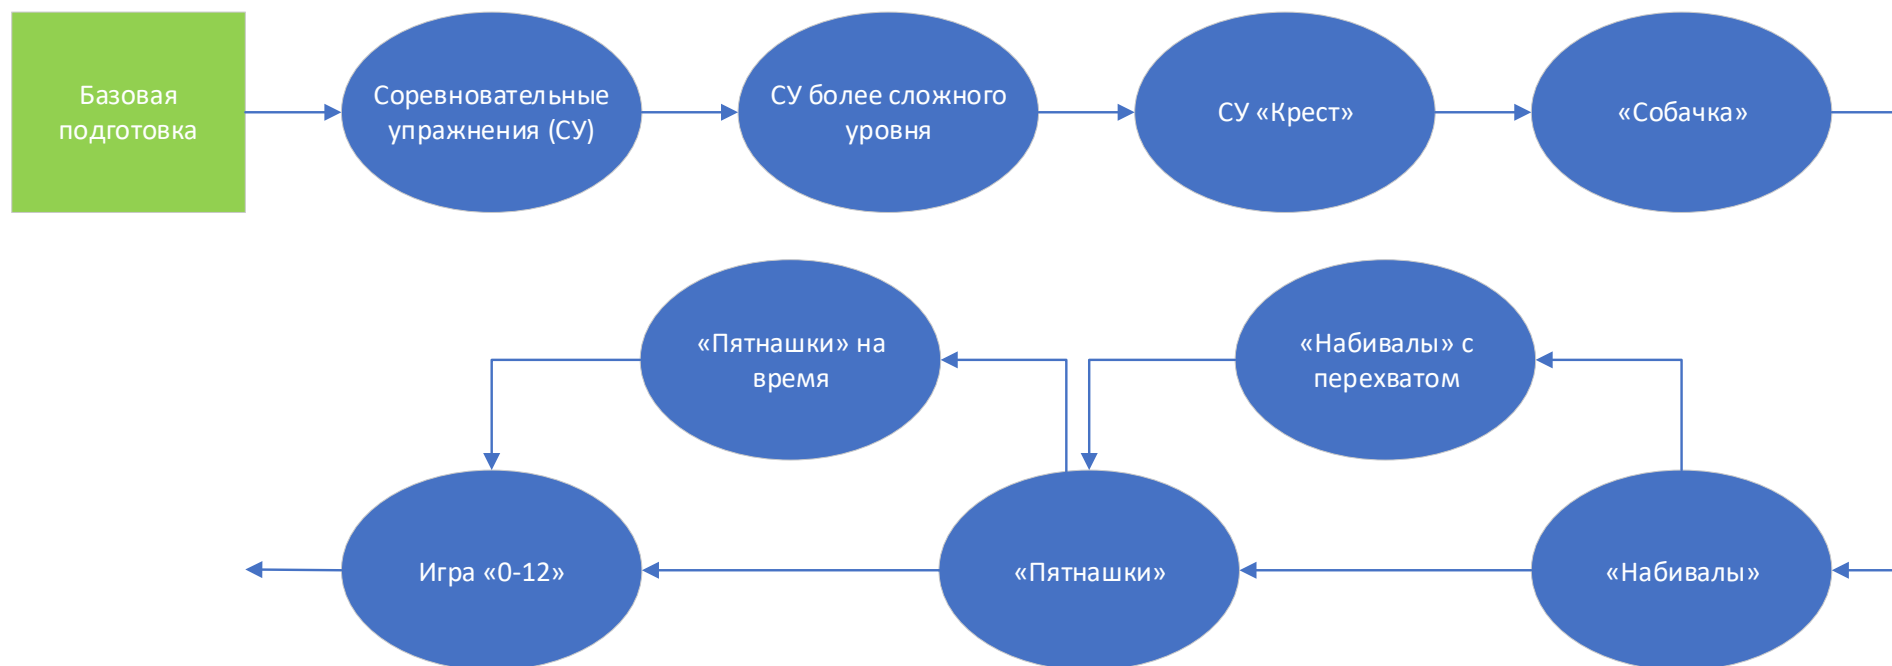 Базовая
подготовка
Соревновательные
упражнения (СУ)
СУ более сложного
уровня
СУ «Крест»
«Собачка»
«Пятнашки» на
время
«Набивалы» с
перехватом
Игра «0-12»
«Пятнашки»
«Набивалы»